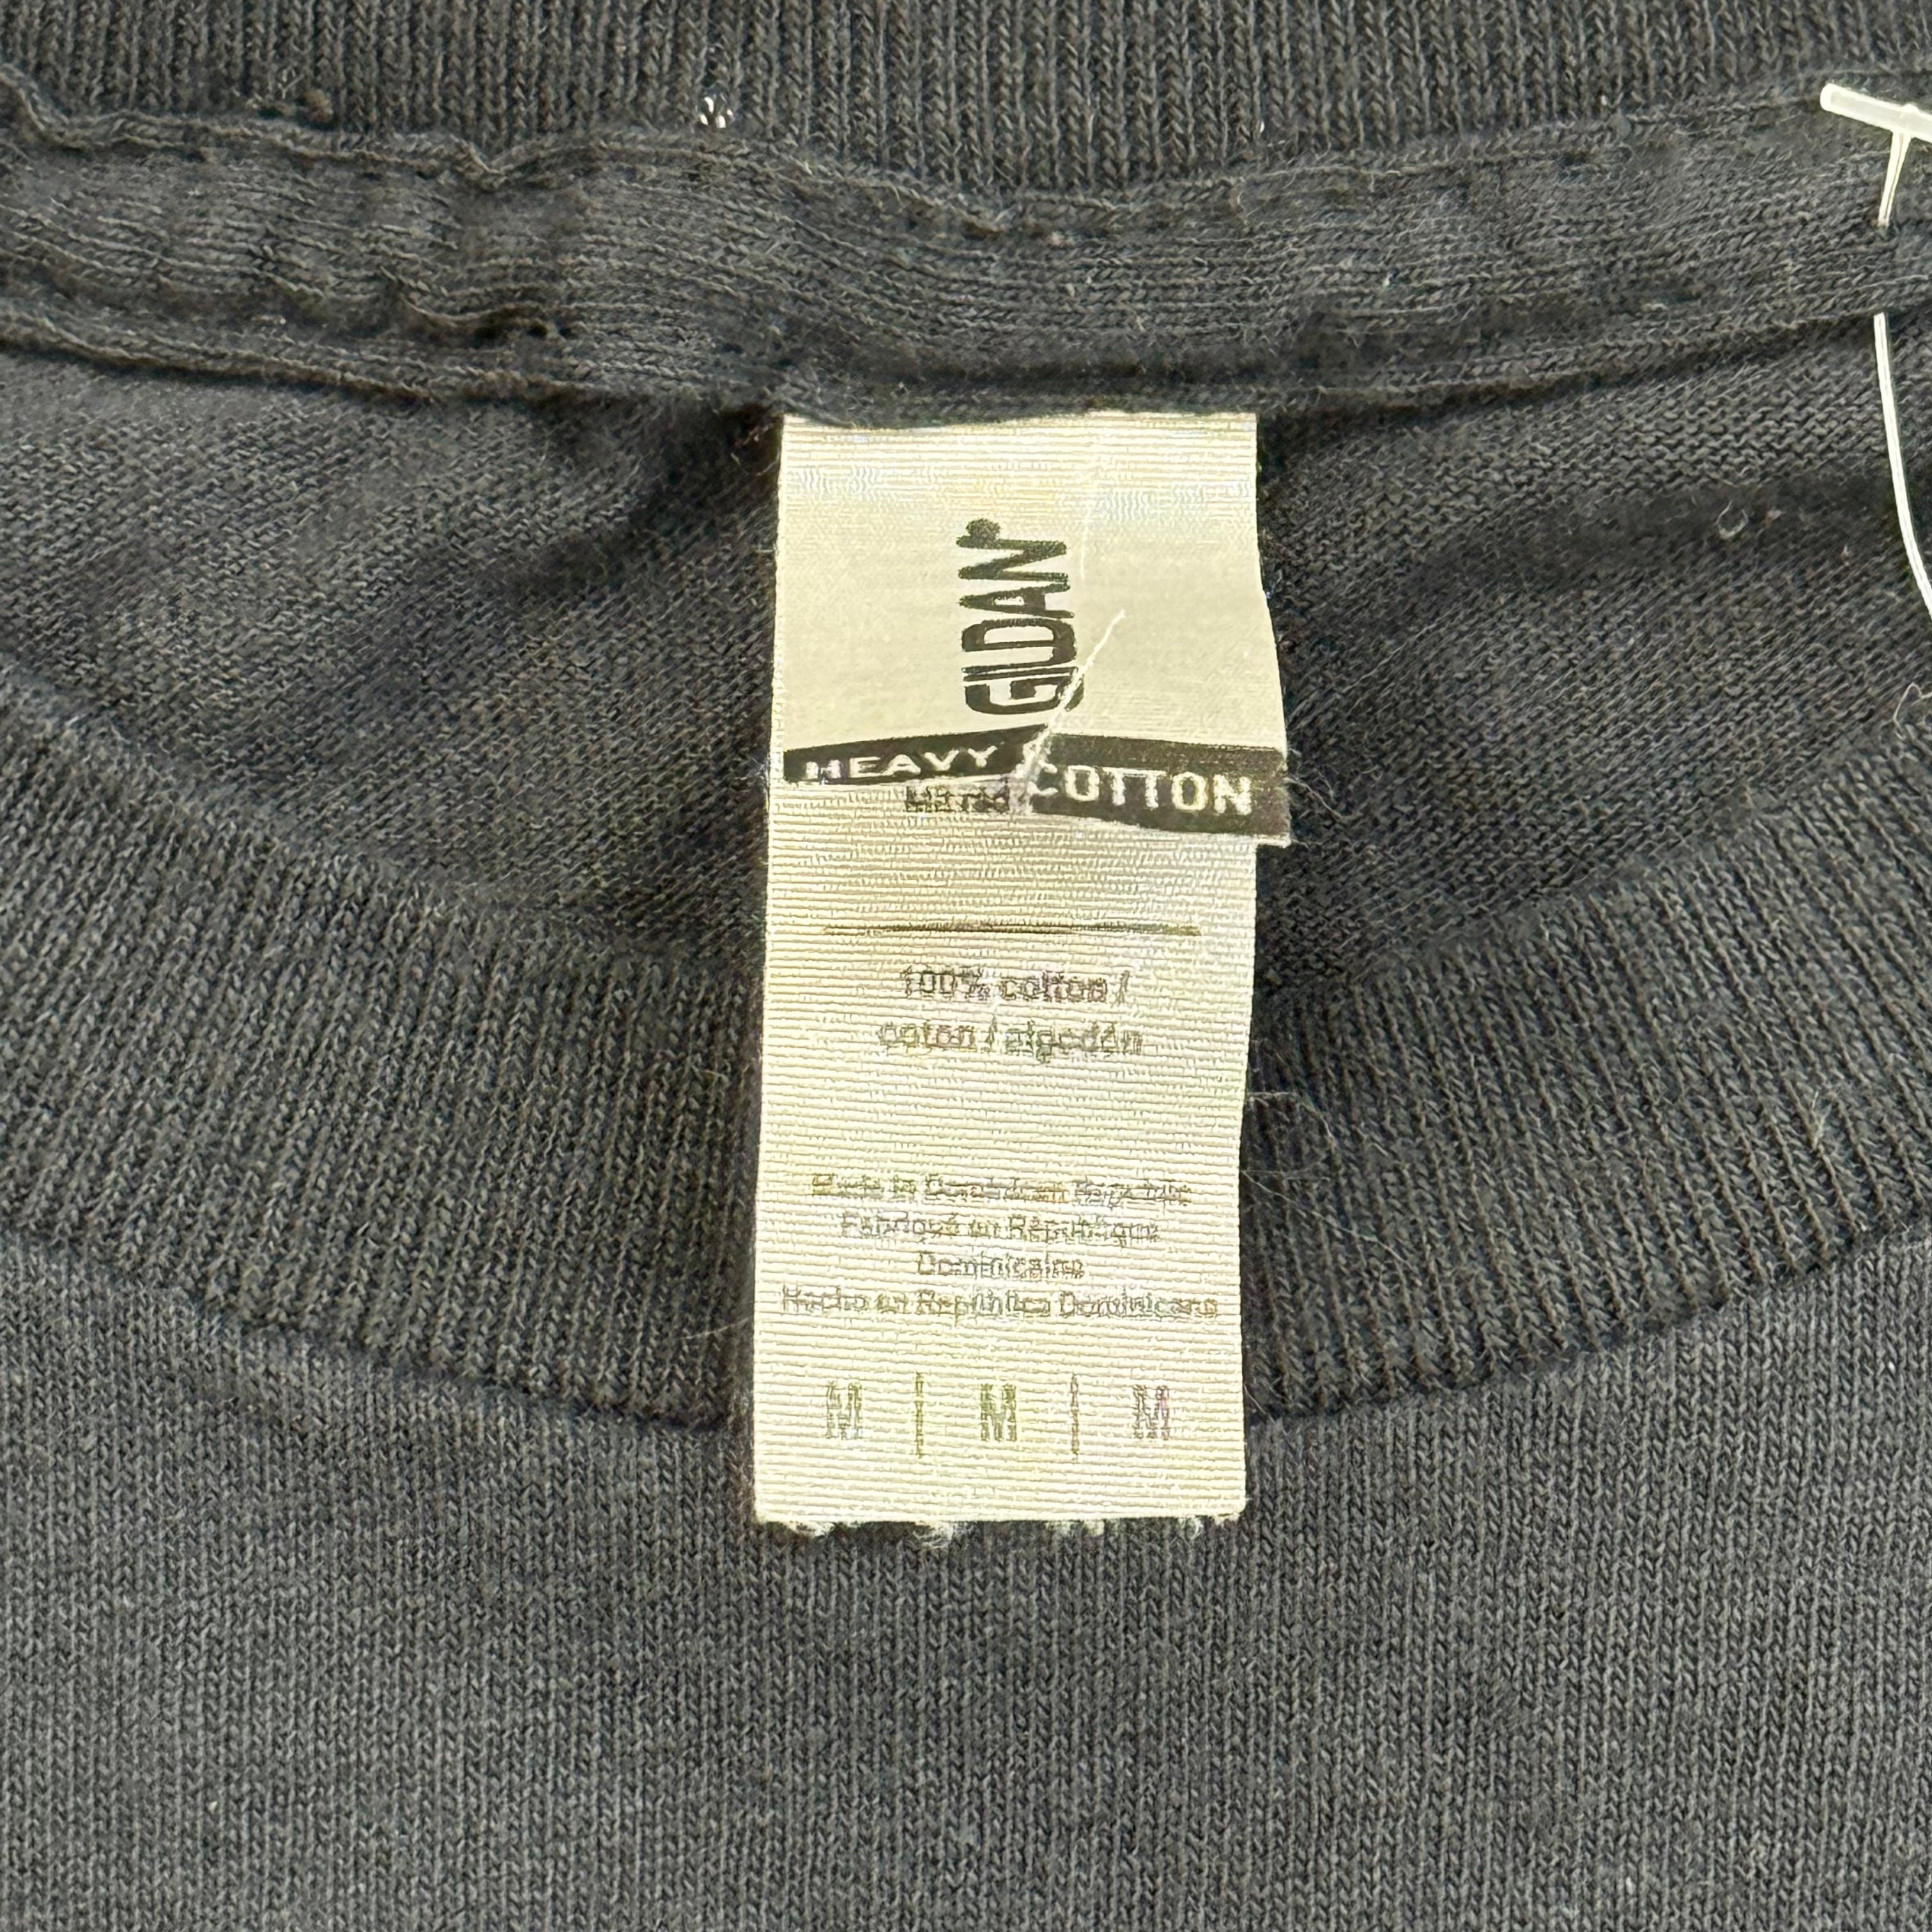 GILDAN®
HEAVY COTTON
100% cotton /
coton / algodón
Made in Dominican Republic
Fabriqué en République
Dominicaine
Hecho en República Dominicana
M | M | M